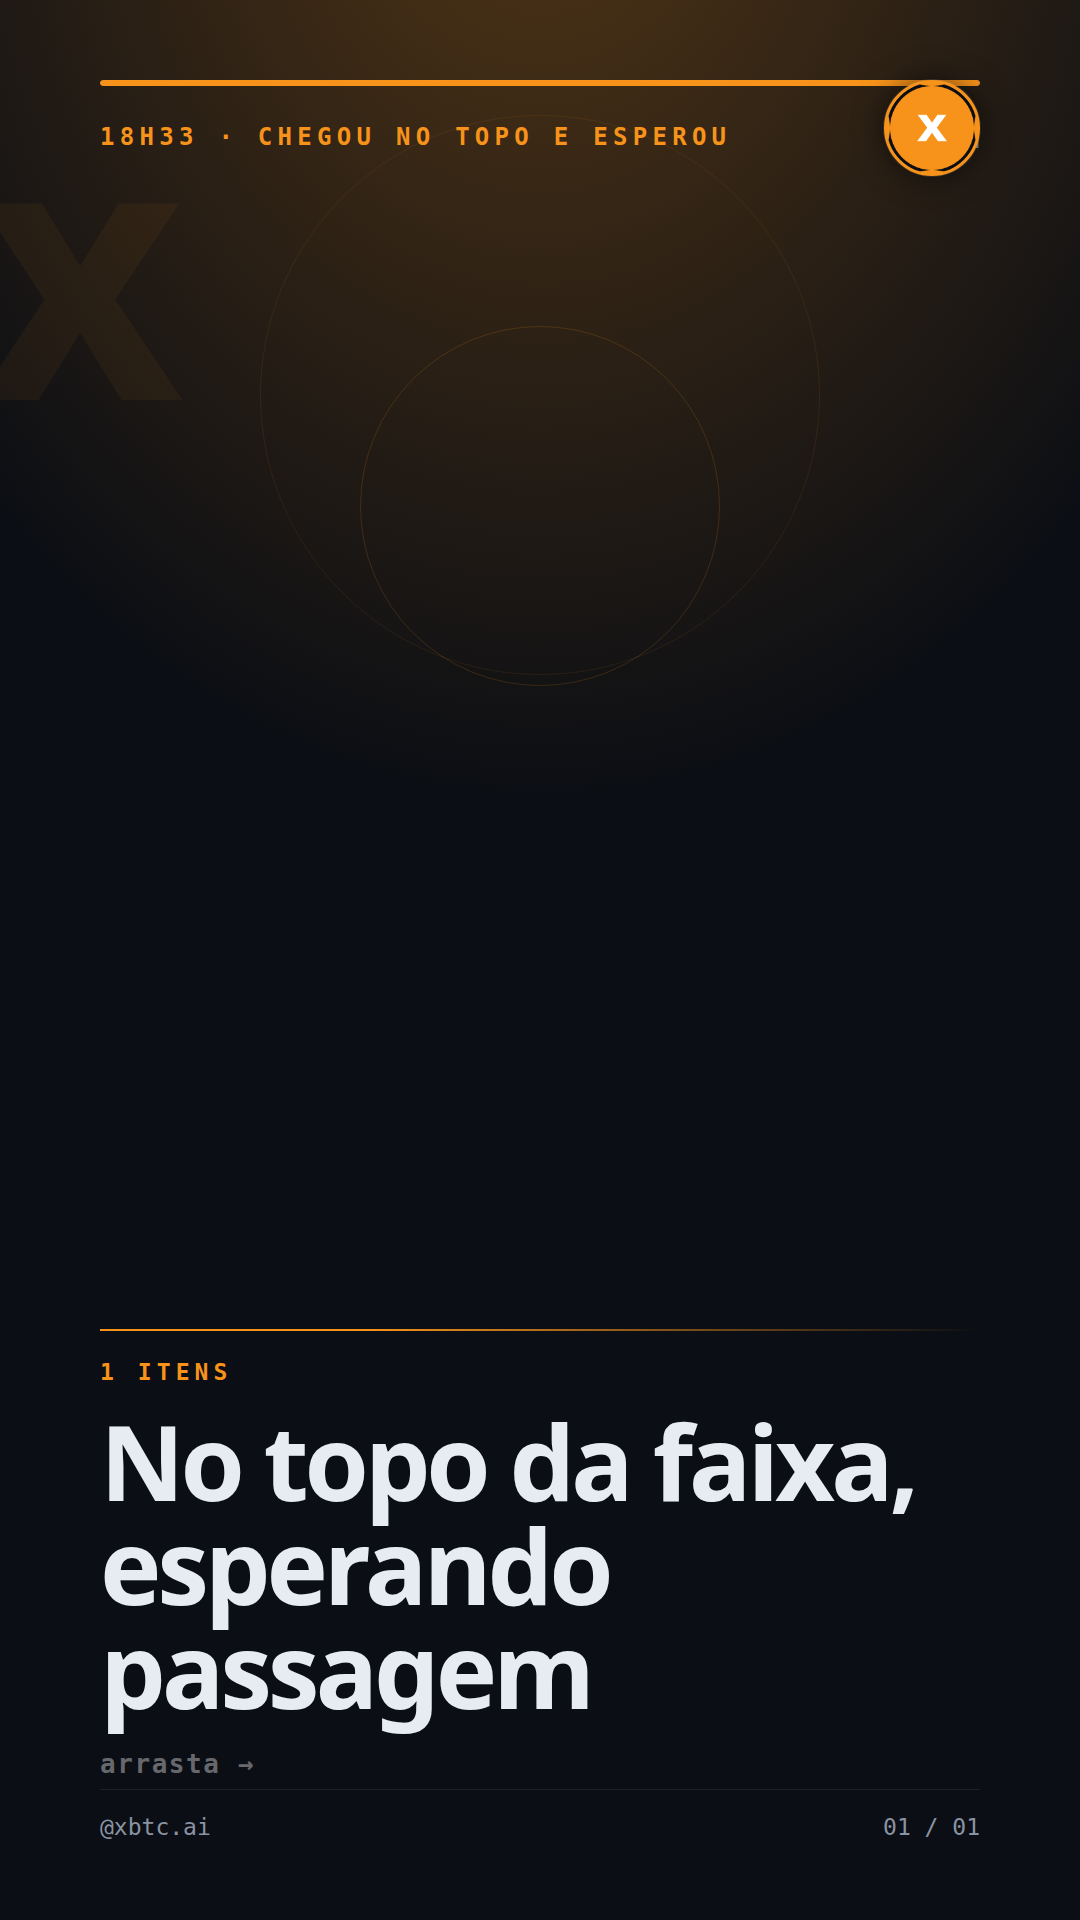 18H33 · CHEGOU NO TOPO E ESPEROU
x
x
1 ITENS
No topo da faixa,
esperando
passagem
arrasta →
@xbtc.ai
01 / 01